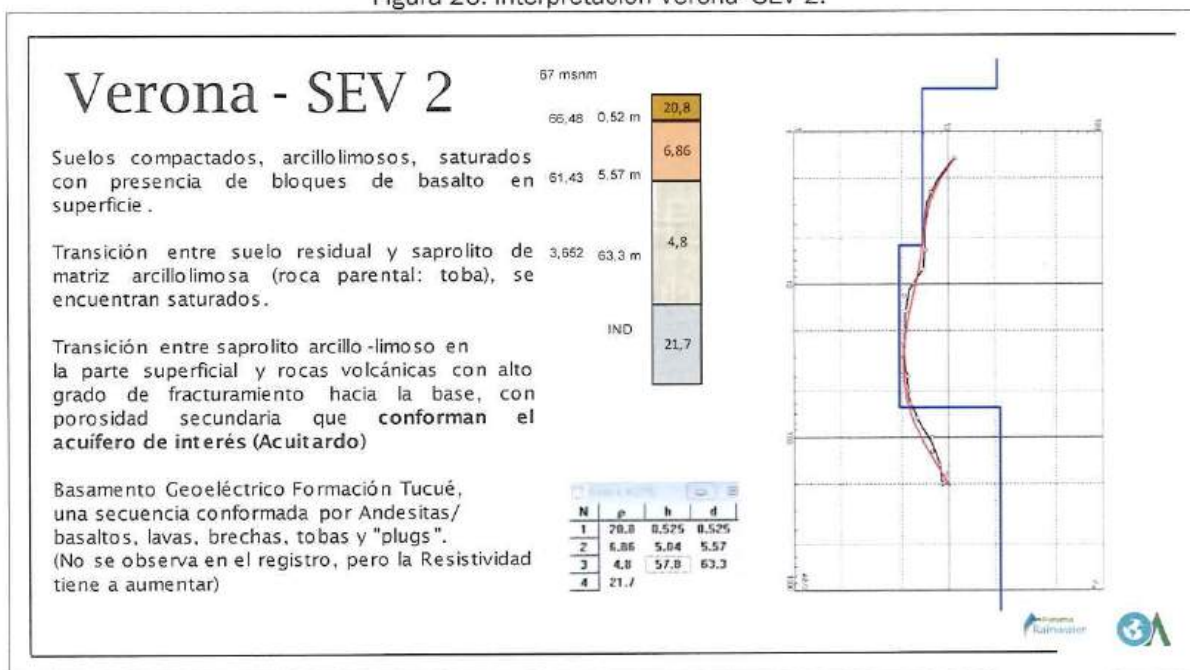 Verona - SEV 2
Suelos compactados, arcillolimosos, saturados
con presencia de bloques de basalto en
superficie .
Transición entre suelo residual y saprolito de
matriz arcillolimosa (roca parental: toba), se
encuentran saturados.
Transición entre saprolito arcillo -limoso en
la parte superficial y rocas volcánicas con alto
grado de fracturamiento hacia la base, con
porosidad secundaria que conforman el
acuífero de interés (Acuitardo)
Basamento Geoeléctrico Formación Tucué,
una secuencia conformada por Andesitas/
basaltos, lavas, brechas, tobas y "plugs".
(No se observa en el registro, pero la Resistividad
tiene a aumentar)
67 msnm
66,48 0,52 m 20,8
6,86
61,43 5,57 m
4,8
3,652 63.3 m
IND
21,7
N ρ h d
1 20.8 0.525 0.525
2 6.86 5.04 5.57
3 4.8 57.8 63.3
4 21.7
Rainwater